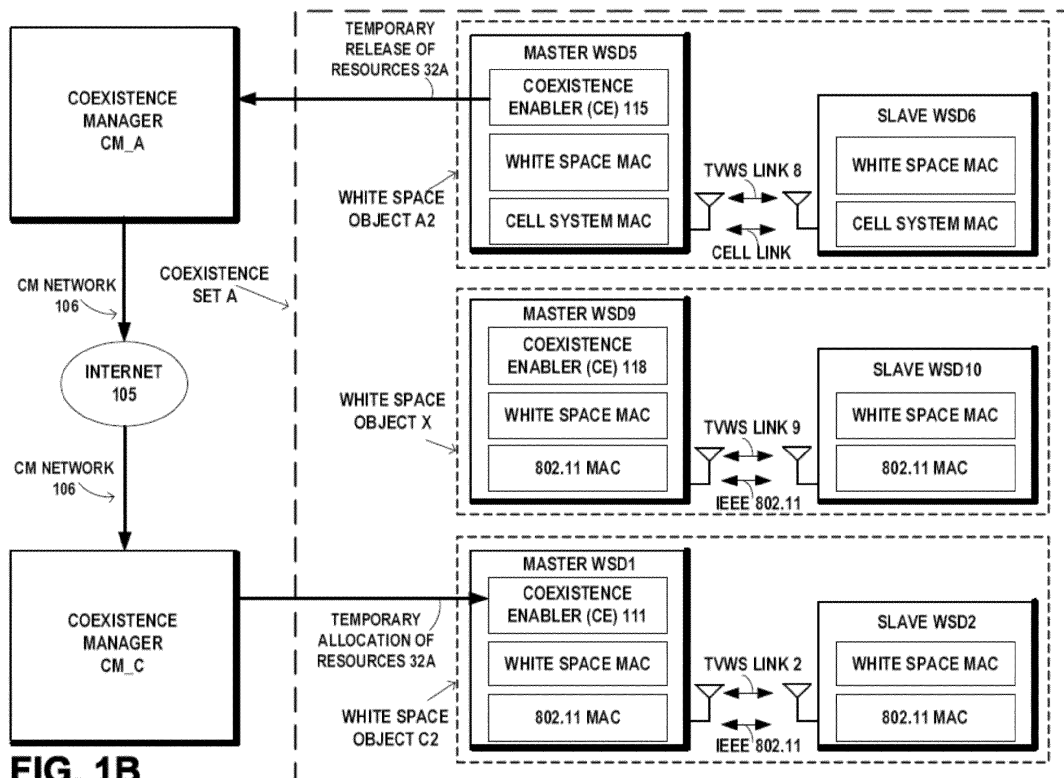 COEXISTENCE
MANAGER
CM_A
TEMPORARY
RELEASE OF
RESOURCES 32A
MASTER WSD5
COEXISTENCE
ENABLER (CE) 115
WHITE SPACE MAC
CELL SYSTEM MAC
WHITE SPACE
OBJECT A2
TVWS LINK 8
CELL LINK
SLAVE WSD6
WHITE SPACE MAC
CELL SYSTEM MAC
CM NETWORK
106
COEXISTENCE
SET A
INTERNET
105
MASTER WSD9
COEXISTENCE
ENABLER (CE) 118
WHITE SPACE MAC
802.11 MAC
WHITE SPACE
OBJECT X
TVWS LINK 9
IEEE 802.11
SLAVE WSD10
WHITE SPACE MAC
802.11 MAC
CM NETWORK
106
COEXISTENCE
MANAGER
CM_C
TEMPORARY
ALLOCATION OF
RESOURCES 32A
MASTER WSD1
COEXISTENCE
ENABLER (CE) 111
WHITE SPACE MAC
802.11 MAC
WHITE SPACE
OBJECT C2
TVWS LINK 2
IEEE 802.11
SLAVE WSD2
WHITE SPACE MAC
802.11 MAC
FIG. 1B